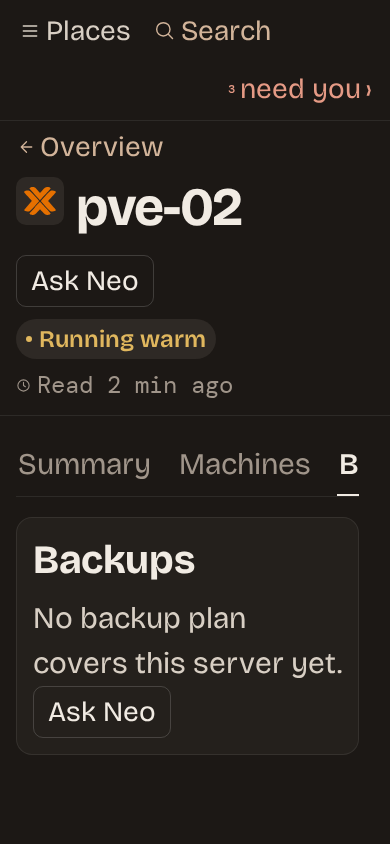 Places
Search
3 need you ›
← Overview
pve-02
Ask Neo
• Running warm
Read 2 min ago
Summary Machines B
Backups
No backup plan
covers this server yet.
Ask Neo